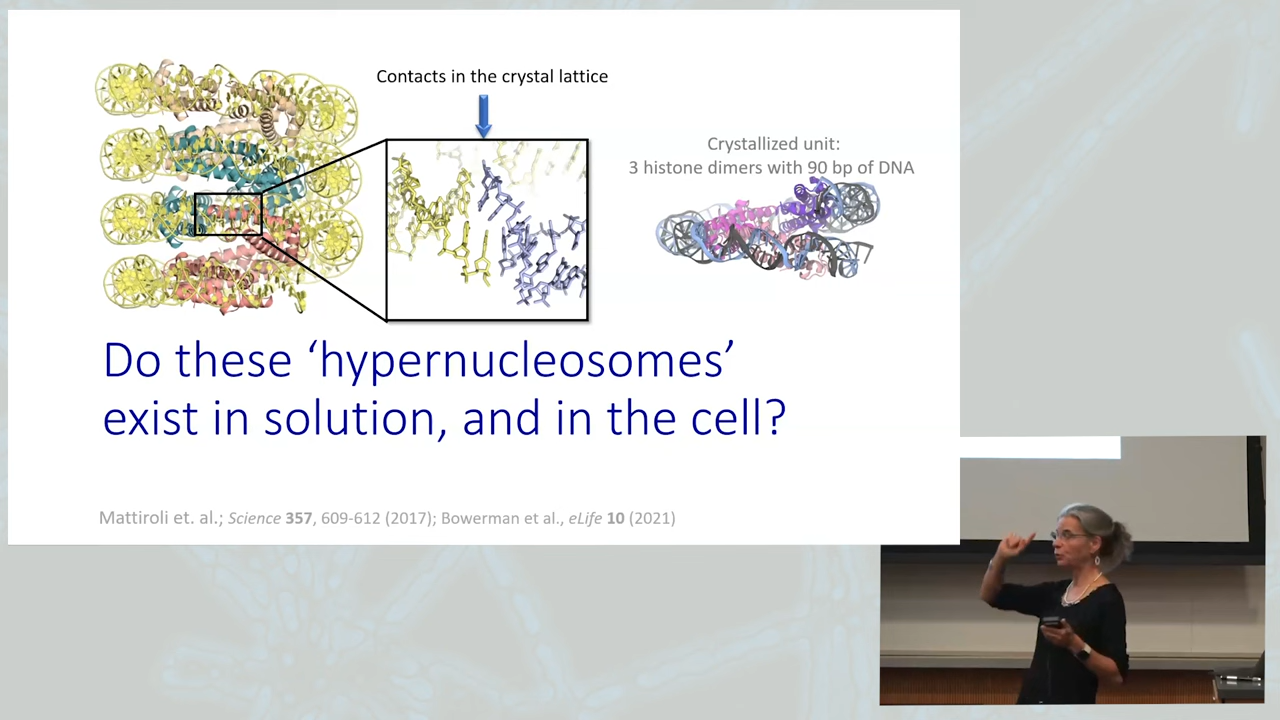 Contacts in the crystal lattice
Crystallized unit:
3 histone dimers with 90 bp of DNA
Do these ‘hypernucleosomes’
exist in solution, and in the cell?
Mattiroli et. al.; Science 357, 609-612 (2017); Bowerman et al., eLife 10 (2021)